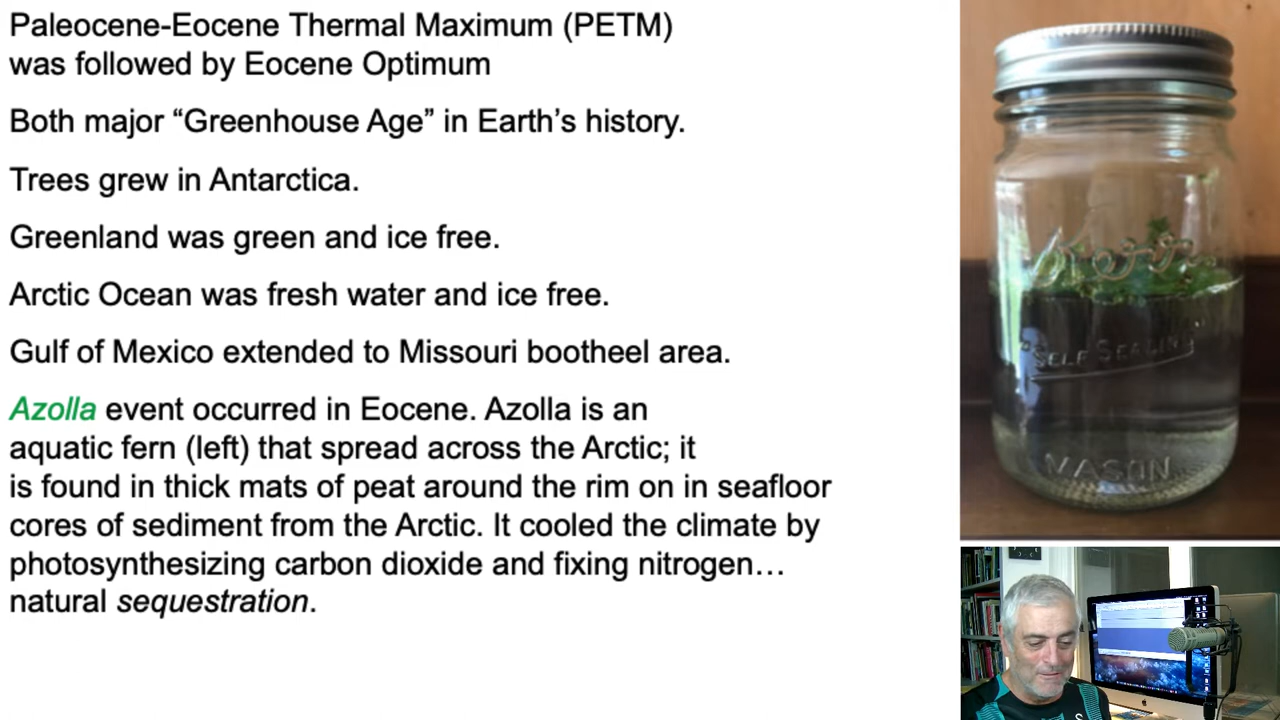 Paleocene-Eocene Thermal Maximum (PETM)
was followed by Eocene Optimum
Both major “Greenhouse Age” in Earth’s history.
Trees grew in Antarctica.
Greenland was green and ice free.
Arctic Ocean was fresh water and ice free.
Gulf of Mexico extended to Missouri bootheel area.
Azolla event occurred in Eocene. Azolla is an
aquatic fern (left) that spread across the Arctic; it
is found in thick mats of peat around the rim on in seafloor
cores of sediment from the Arctic. It cooled the climate by
photosynthesizing carbon dioxide and fixing nitrogen…
natural sequestration.
Kerr
SELF SEALING
MASON